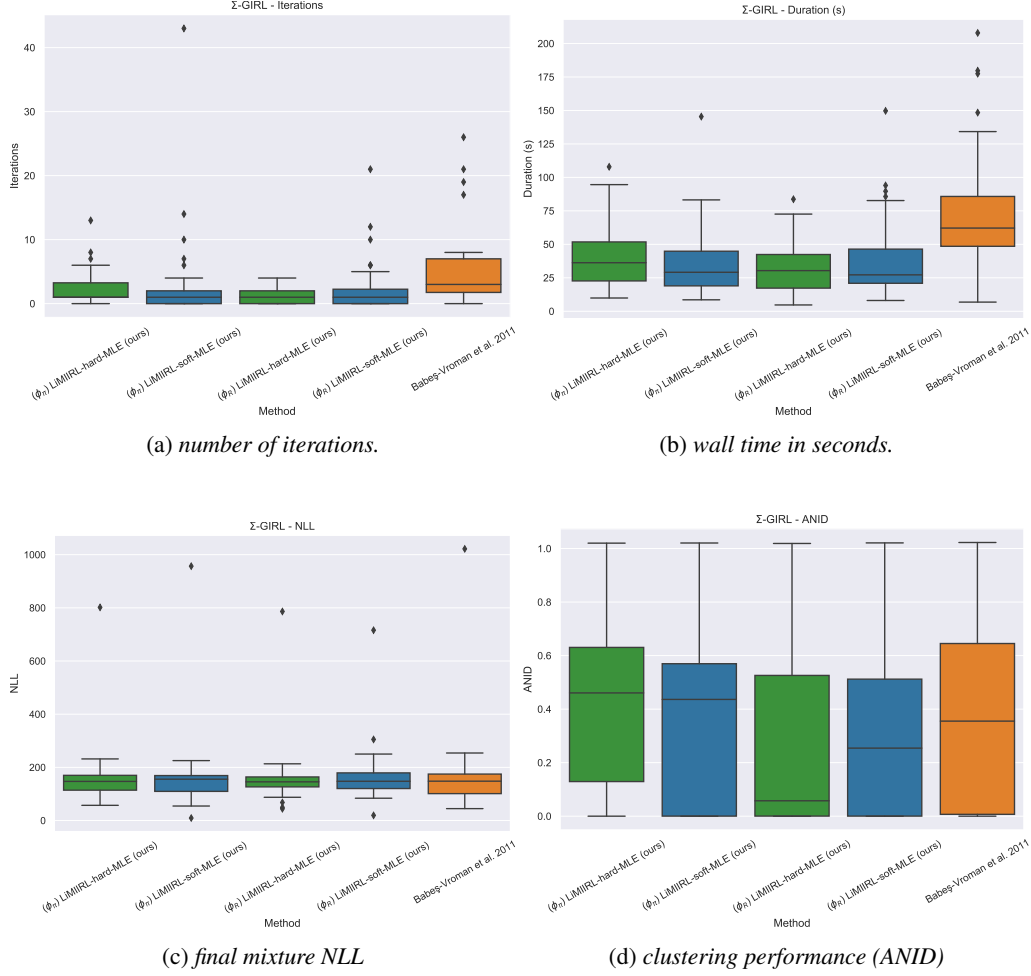 Σ-GIRL - Iterations
Iterations
40
30
20
10
0
(ϕπ) LiMIIRL-hard-MLE (ours)
(ϕπ) LiMIIRL-soft-MLE (ours)
(ϕR) LiMIIRL-hard-MLE (ours)
(ϕR) LiMIIRL-soft-MLE (ours)
Babeş-Vroman et al. 2011
Method
(a) number of iterations.
Σ-GIRL - Duration (s)
Duration (s)
200
175
150
125
100
75
50
25
0
(ϕπ) LiMIIRL-hard-MLE (ours)
(ϕπ) LiMIIRL-soft-MLE (ours)
(ϕR) LiMIIRL-hard-MLE (ours)
(ϕR) LiMIIRL-soft-MLE (ours)
Babeş-Vroman et al. 2011
Method
(b) wall time in seconds.
Σ-GIRL - NLL
NLL
1000
800
600
400
200
0
(ϕπ) LiMIIRL-hard-MLE (ours)
(ϕπ) LiMIIRL-soft-MLE (ours)
(ϕR) LiMIIRL-hard-MLE (ours)
(ϕR) LiMIIRL-soft-MLE (ours)
Babeş-Vroman et al. 2011
Method
(c) final mixture NLL
Σ-GIRL - ANID
ANID
1.0
0.8
0.6
0.4
0.2
0.0
(ϕπ) LiMIIRL-hard-MLE (ours)
(ϕπ) LiMIIRL-soft-MLE (ours)
(ϕR) LiMIIRL-hard-MLE (ours)
(ϕR) LiMIIRL-soft-MLE (ours)
Babeş-Vroman et al. 2011
Method
(d) clustering performance (ANID)